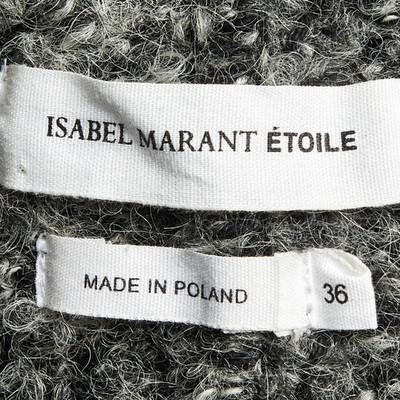 ISABEL MARANT ÉTOILE
MADE IN POLAND 36